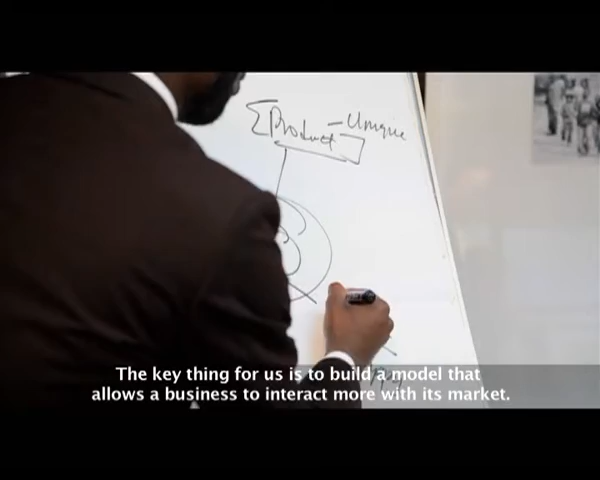 Product - Unique
The key thing for us is to build a model that
allows a business to interact more with its market.